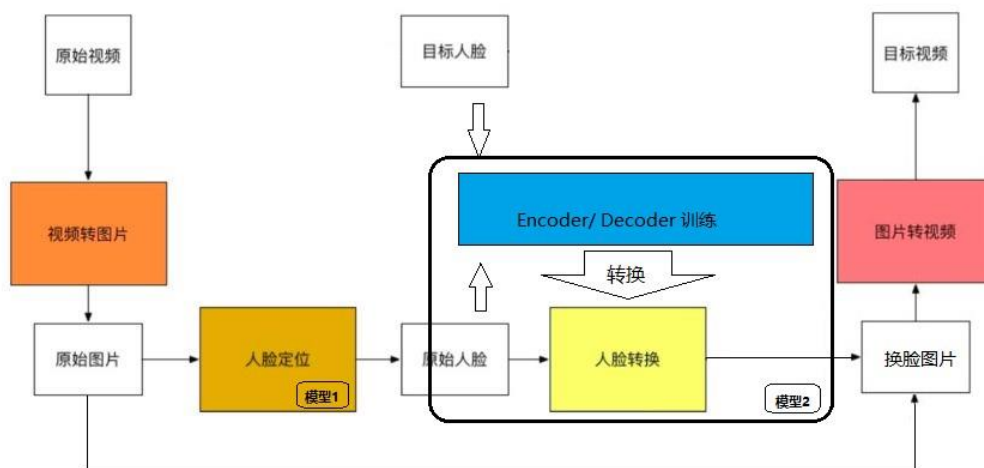 原始视频
目标人脸
目标视频
视频转图片
Encoder/ Decoder 训练
图片转视频
转换
原始图片
人脸定位
模型1
原始人脸
人脸转换
模型2
换脸图片